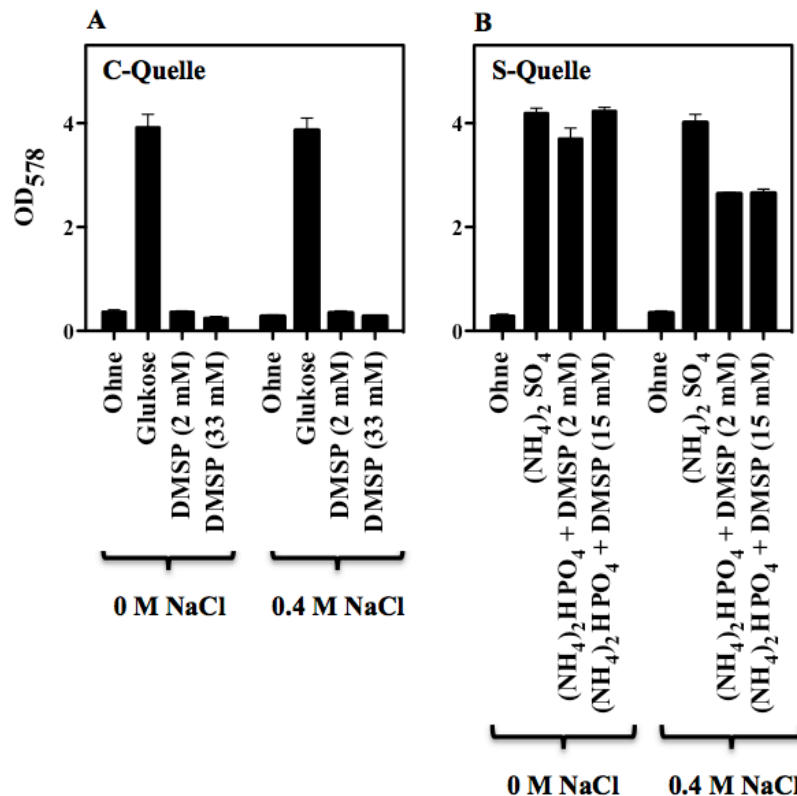 A
C-Quelle
OD578
4
2
0
Ohne
Glukose
DMSP (2 mM)
DMSP (33 mM)
Ohne
Glukose
DMSP (2 mM)
DMSP (33 mM)
0 M NaCl
0.4 M NaCl
B
S-Quelle
4
2
0
Ohne
(NH4)2 SO4
(NH4)2HPO4 + DMSP (2 mM)
(NH4)2HPO4 + DMSP (15 mM)
Ohne
(NH4)2 SO4
(NH4)2HPO4 + DMSP (2 mM)
(NH4)2HPO4 + DMSP (15 mM)
0 M NaCl
0.4 M NaCl